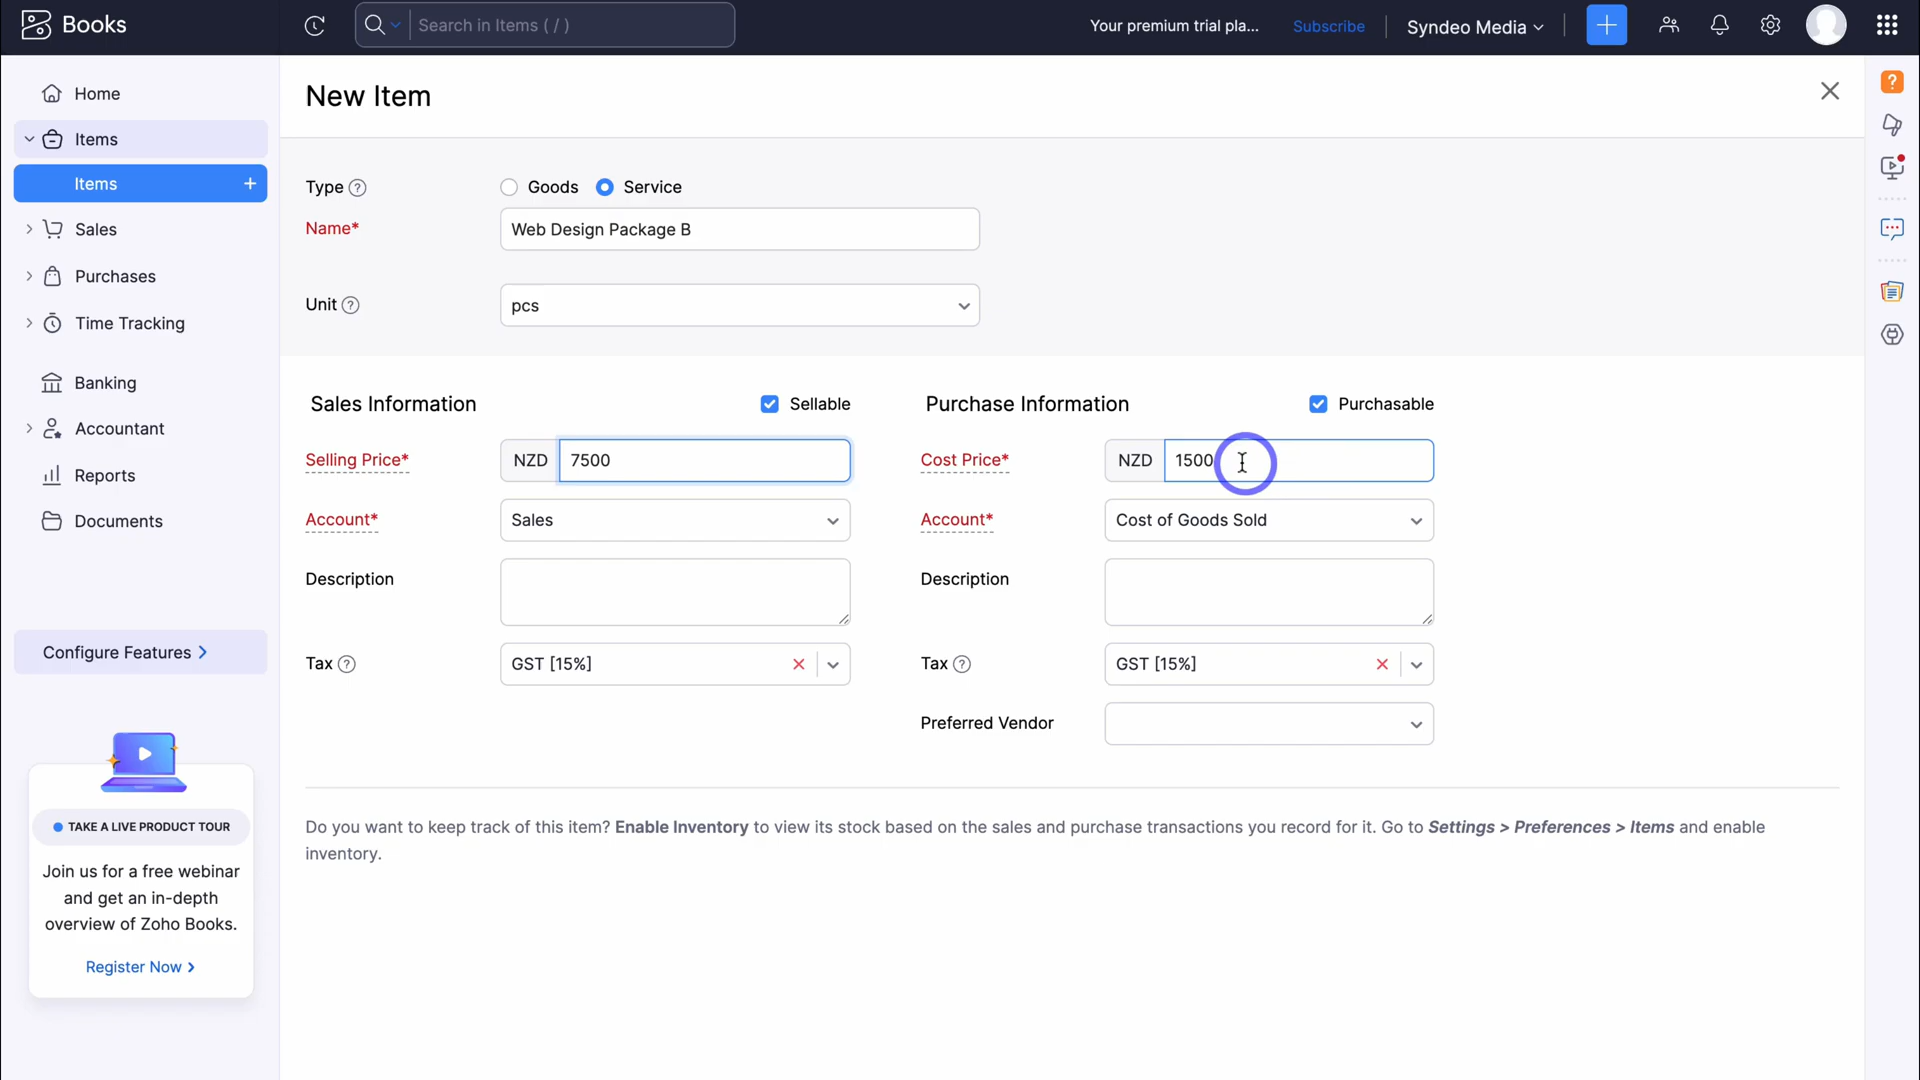 Books
Search in Items ( / )
Your premium trial pla...
Subscribe
Syndeo Media
Home
Items
Items
Sales
Purchases
Time Tracking
Banking
Accountant
Reports
Documents
Configure Features
TAKE A LIVE PRODUCT TOUR
Join us for a free webinar
and get an in-depth
overview of Zoho Books.
Register Now
New Item
Type ?
Goods
Service
Name*
Web Design Package B
Unit ?
pcs
Sales Information
Sellable
Selling Price*
NZD
7500
Account*
Sales
Description
Tax ?
GST [15%]
Purchase Information
Purchasable
Cost Price*
NZD
1500
Account*
Cost of Goods Sold
Description
Tax ?
GST [15%]
Preferred Vendor
Do you want to keep track of this item? Enable Inventory to view its stock based on the sales and purchase transactions you record for it. Go to Settings > Preferences > Items and enable
inventory.
?